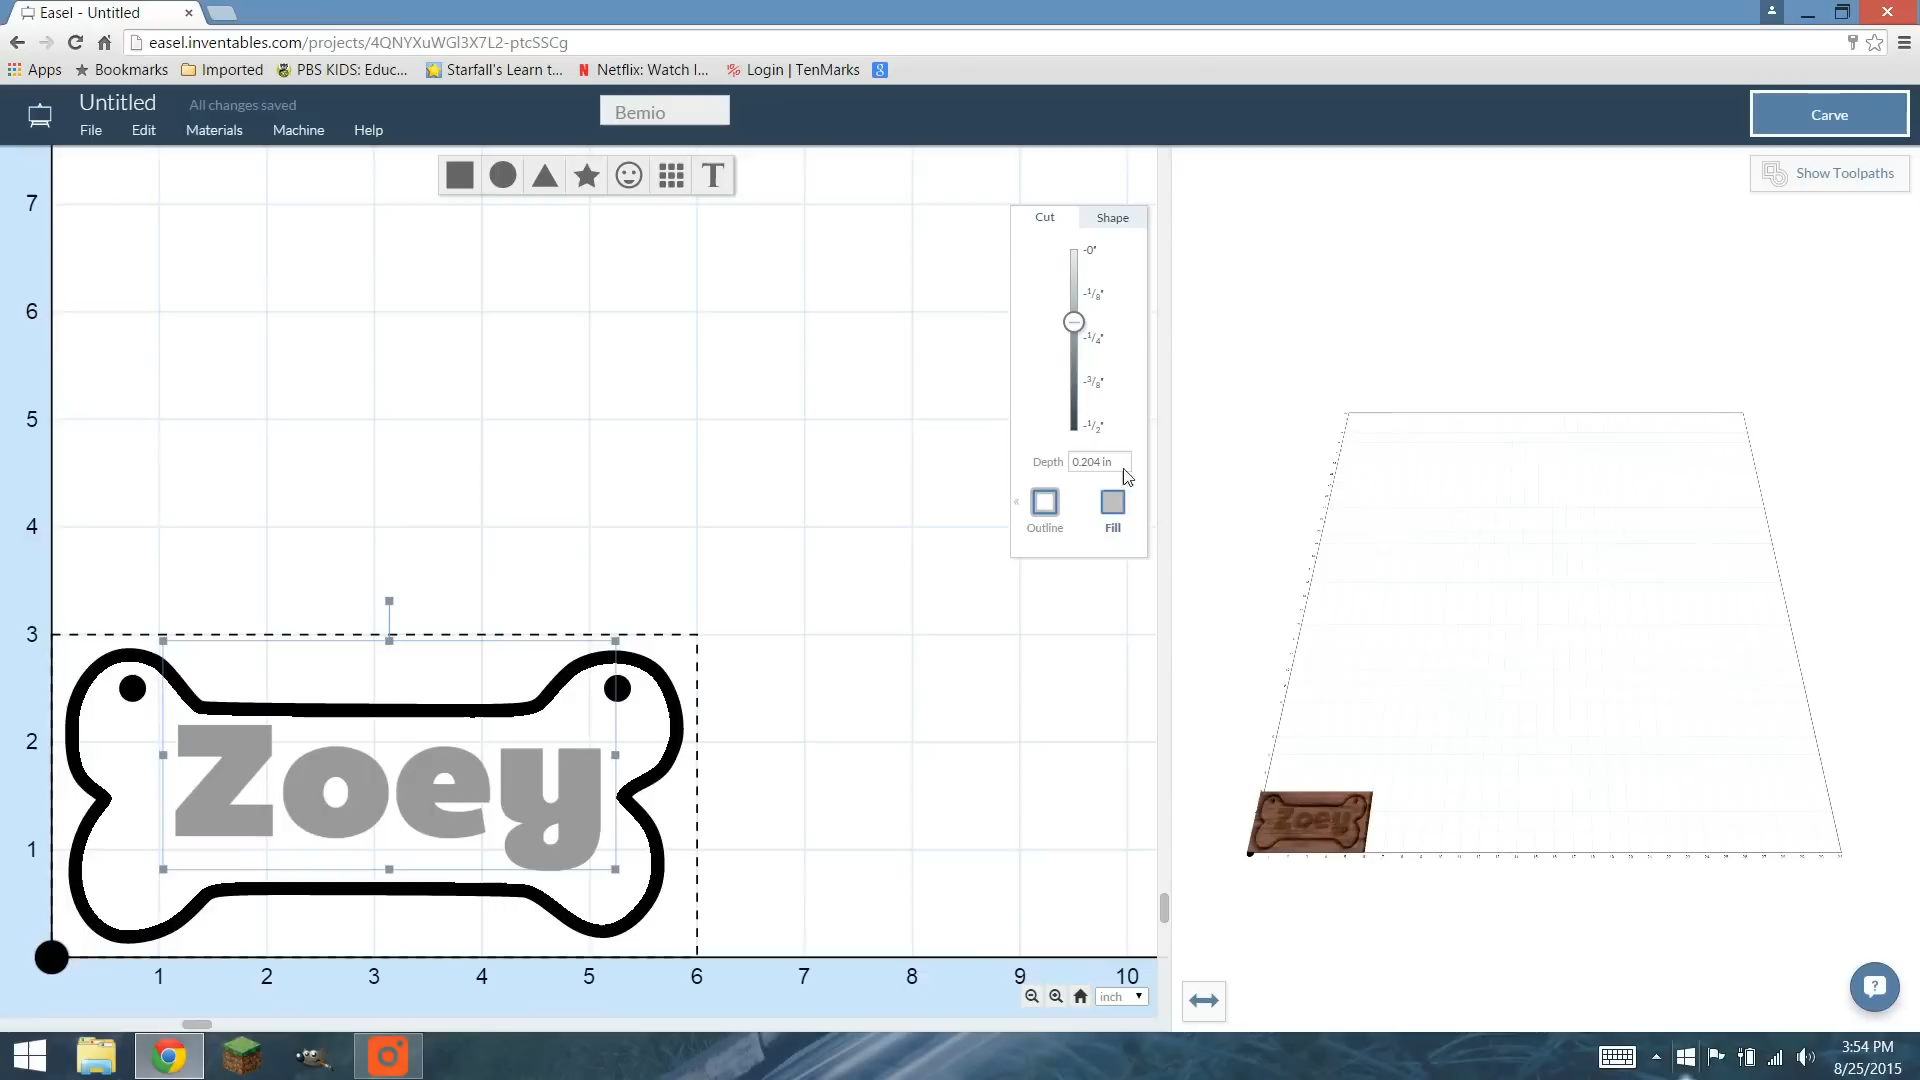 Easel - Untitled
easel.inventables.com/projects/4QNYXuWGl3X7L2-ptcSSCg
Apps Bookmarks Imported PBS KIDS: Educ... Starfall's Learn t... Netflix: Watch I... Login | TenMarks
Untitled All changes saved
File Edit Materials Machine Help
Bemio
Carve
Show Toolpaths
Cut Shape
-0"
-1/8"
-1/4"
-3/8"
-1/2"
Depth 0.204 in
Outline Fill
7
6
5
4
3
2
1
Zoey
Zoey
1 2 3 4 5 6 7 8 9 10
inch
3:54 PM
8/25/2015